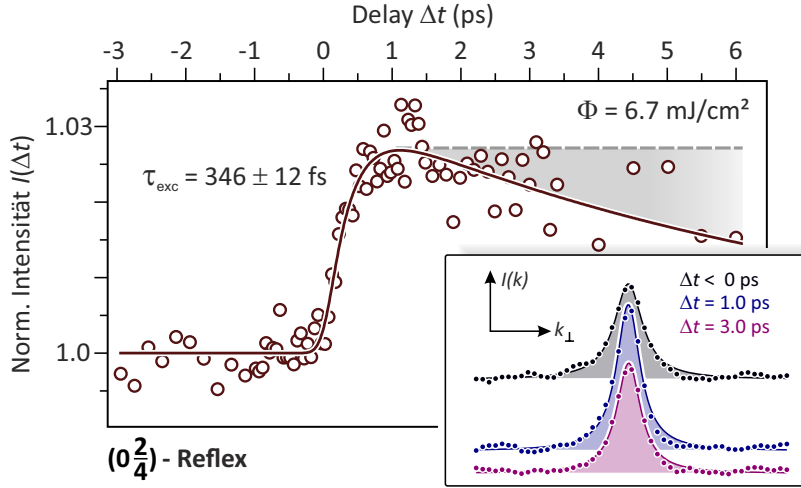 Delay Δt (ps)
-3 -2 -1 0 1 2 3 4 5 6
Norm. Intensität I(Δt)
1.03
1.0
Φ = 6.7 mJ/cm²
τexc = 346 ± 12 fs
I(k)
k⊥
Δt < 0 ps
Δt = 1.0 ps
Δt = 3.0 ps
(0 2/4) - Reflex